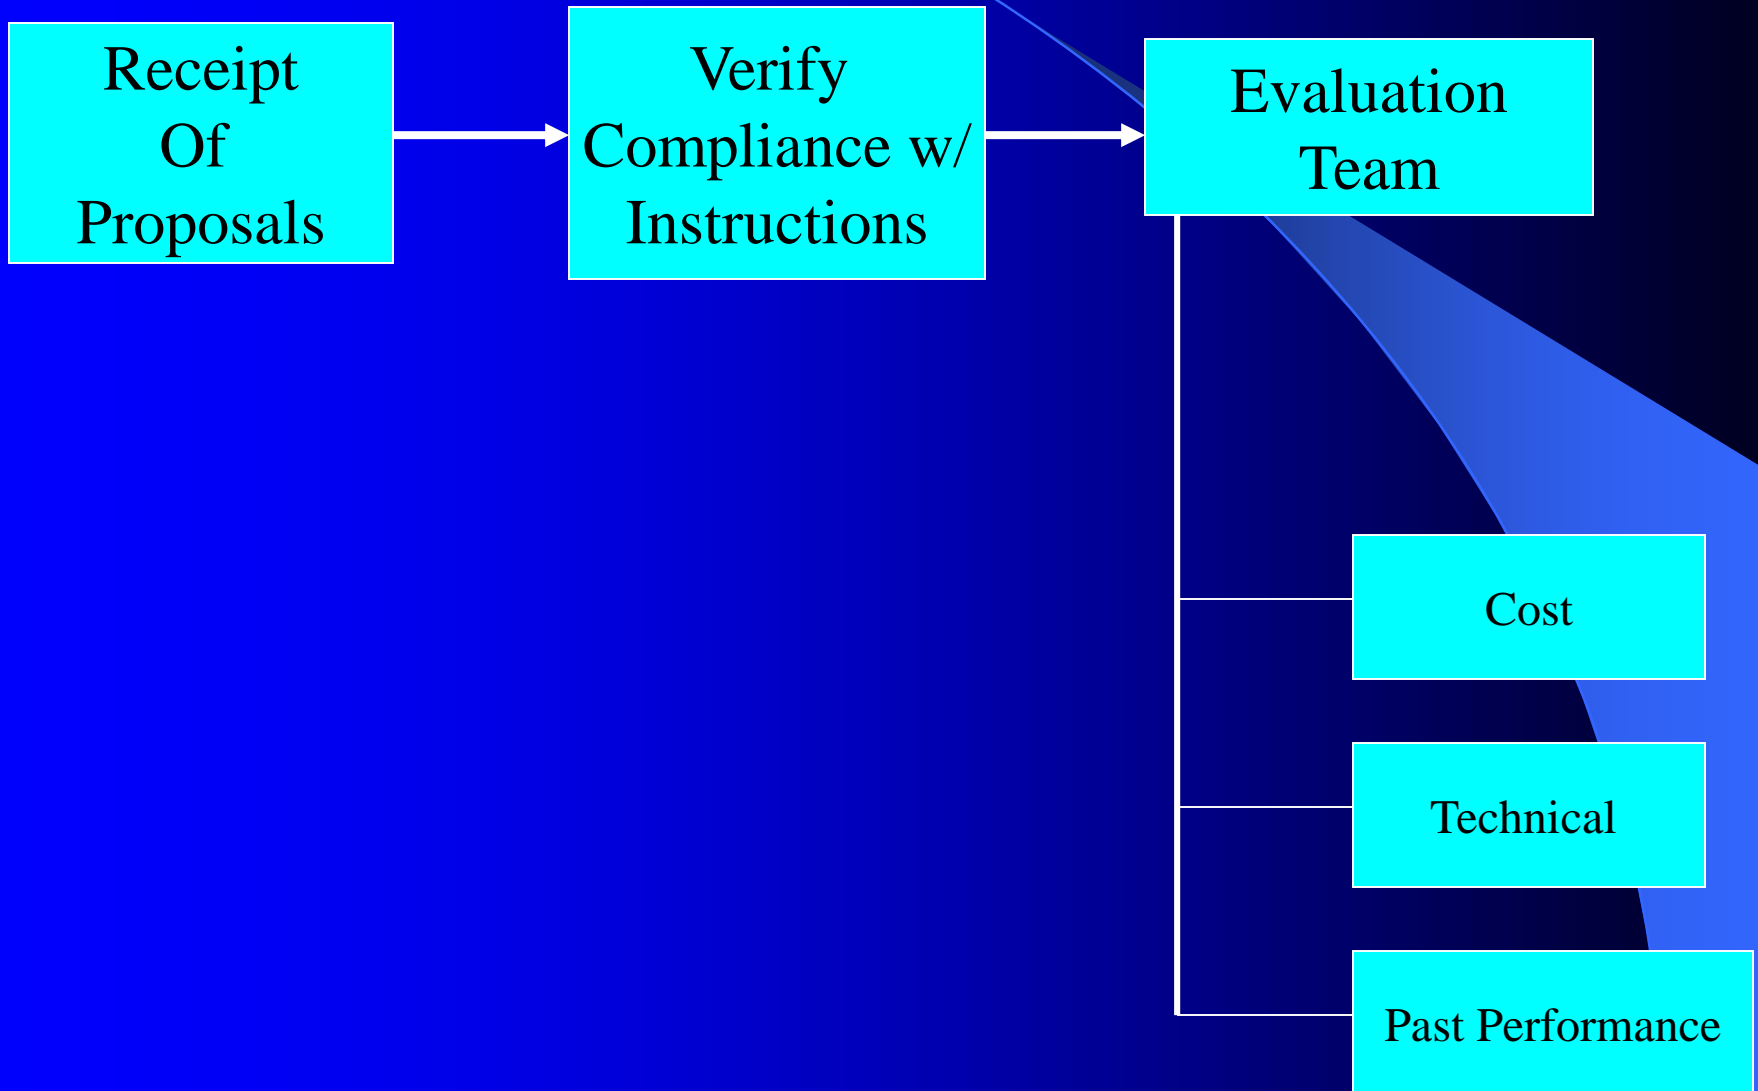 Receipt
Of
Proposals
Verify
Compliance w/
Instructions
Evaluation
Team
Cost
Technical
Past Performance